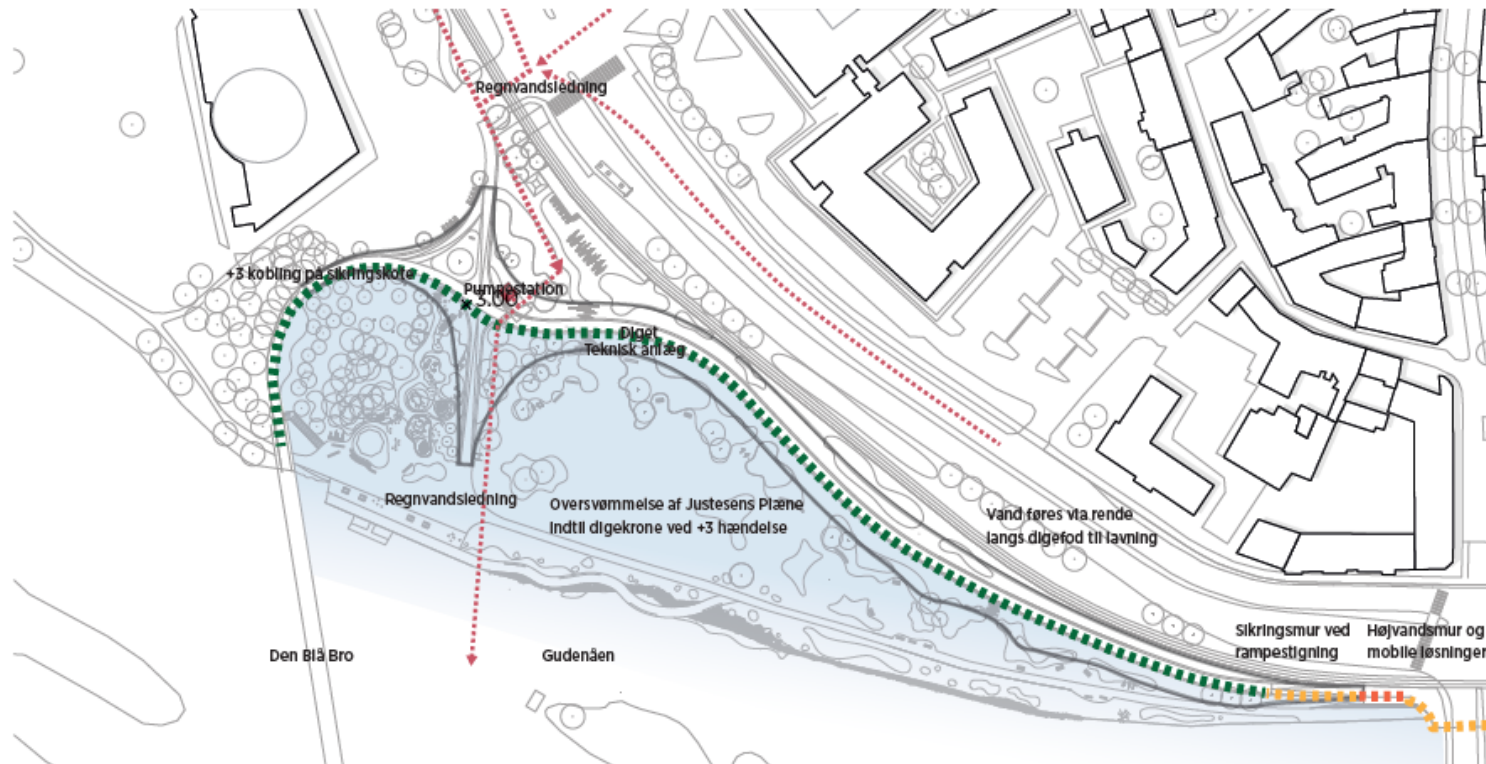 Regnvandsledning
+3 kobling på sikringskote
Pumpestation
3.00
Diget
Teknisk anlæg
Regnvandsledning
Oversvømmelse af Justesens Plæne
indtil digekrone ved +3 hændelse
Vand føres via rende
langs digefod til lavning
Sikringsmur ved
rampestigning
Højvandsmur og
mobile løsninger
Den Blå Bro
Gudenåen